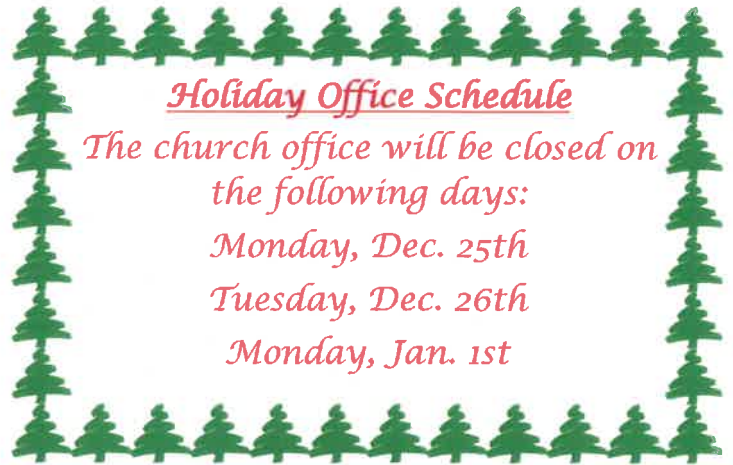 Holiday Office Schedule
The church office will be closed on
the following days:
Monday, Dec. 25th
Tuesday, Dec. 26th
Monday, Jan. 1st